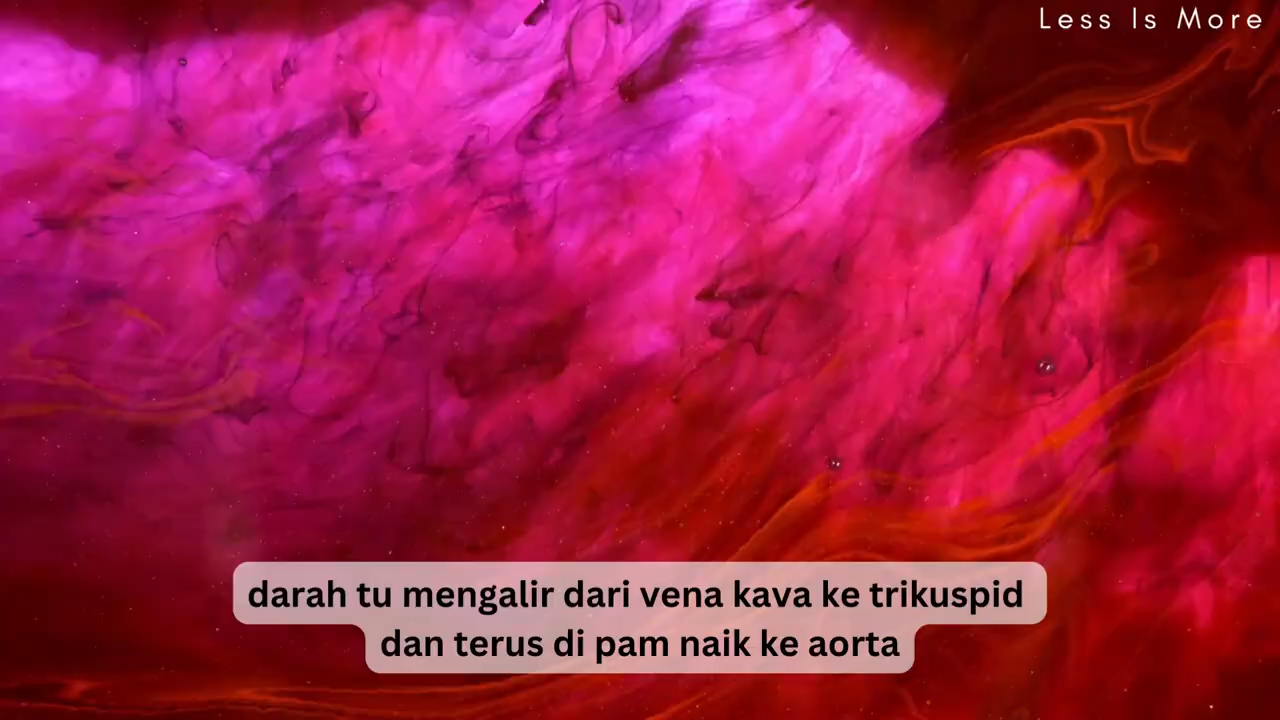 Less Is More
darah tu mengalir dari vena kava ke trikuspid
dan terus di pam naik ke aorta